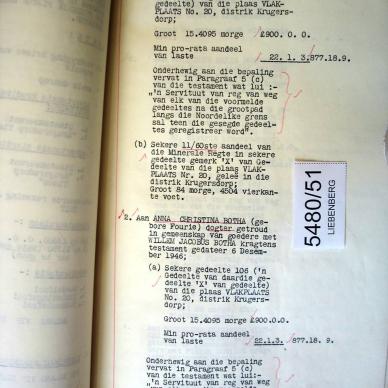 gedeelte) van die plaas VLAK-
PLAATS No. 20, distrik Krugers-
dorp;
Groot 15.4095 morge £900. 0. 0.
Min pro-rata aandeel
van laste 22. 1. 3. 877.18.9.
Onderhewig aan die bepaling
vervat in Paragraaf 5 (c)
van die testament wat lui :-
"'n Servituut van reg van weg
van elk van die voormelde
gedeeltes na die grootpad
langs die Noordelike grens
sal teen die gesegde gedeel-
tes geregistreer word".
(b) Sekere 11/60ste aandeel van
die Minerale Regte in sekere
gedeelte gemerk 'X' van Ge-
deelte van die plaas VLAK-
PLAATS Nr. 20, geleë in die
distrik Krugersdorp;
Groot 84 morge, 4504 vierkan-
te voet.
2. Aan ANNA CHRISTINA BOTHA (ge-
bore Fourie) dogter getroud
in gemeenskap van goedere met
WILLEM JACOBUS BOTHA kragtens
testament gedateer 6 Desem-
ber 1946;
(a) Sekere gedeelte 106 ('n
Gedeelte van daardie ge-
deelte 'X' van gedeelte)
van die plaas VLAKPLAATS
No. 20, distrik Krugers-
dorp;
Groot 15.4095 morge £900.0.0.
Min pro-rata aandeel
van laste 22.1.3. 877.18. 9.
Onderhewig aan die bepaling
vervat in Paragraaf 5 (c)
van die testament wat lui:-
"'n Servituut van reg van weg
5480/51
LIEBENBERG